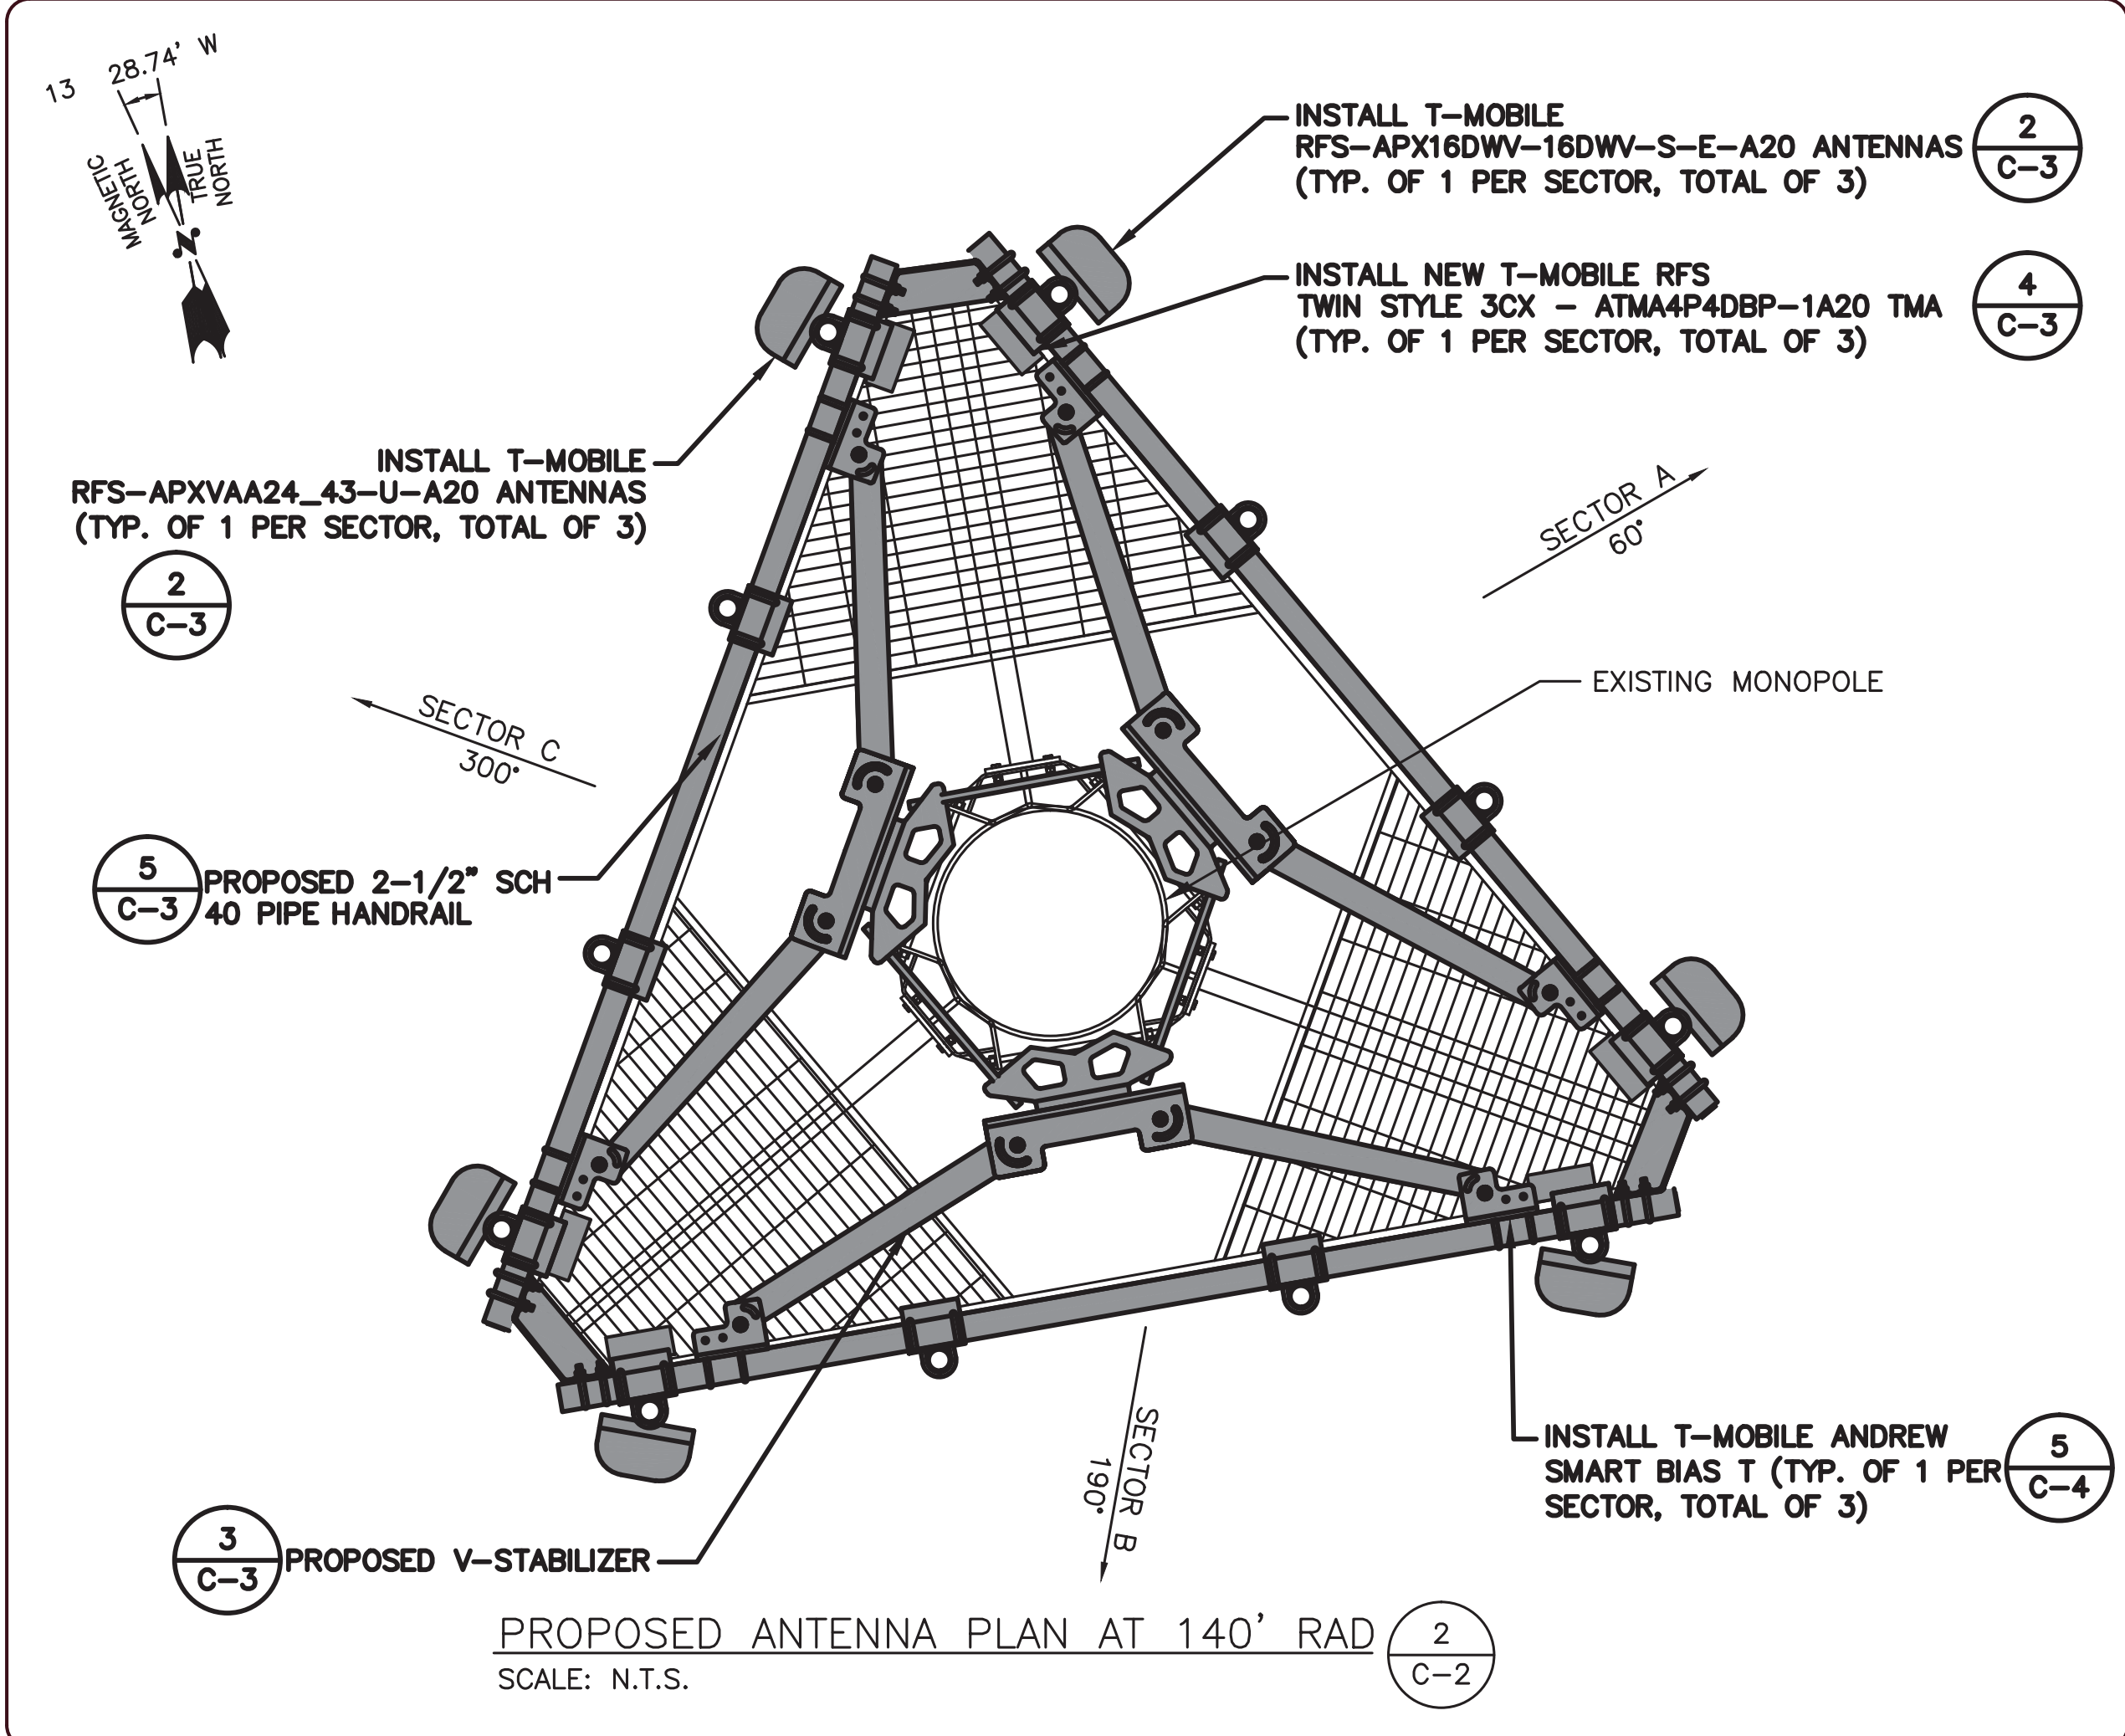 13 28.74' W
MAGNETIC
NORTH
TRUE
NORTH
N
INSTALL T-MOBILE
RFS-APX16DWV-16DWV-S-E-A20 ANTENNAS
(TYP. OF 1 PER SECTOR, TOTAL OF 3)
2
C-3
INSTALL NEW T-MOBILE RFS
TWIN STYLE 3CX - ATMA4P4DBP-1A20 TMA
(TYP. OF 1 PER SECTOR, TOTAL OF 3)
4
C-3
INSTALL T-MOBILE
RFS-APXVAA24_43-U-A20 ANTENNAS
(TYP. OF 1 PER SECTOR, TOTAL OF 3)
2
C-3
SECTOR A
60°
EXISTING MONOPOLE
SECTOR C
300°
5
C-3
PROPOSED 2-1/2" SCH
40 PIPE HANDRAIL
SECTOR B
190°
INSTALL T-MOBILE ANDREW
SMART BIAS T (TYP. OF 1 PER
SECTOR, TOTAL OF 3)
5
C-4
3
C-3
PROPOSED V-STABILIZER
PROPOSED ANTENNA PLAN AT 140' RAD
SCALE: N.T.S.
2
C-2